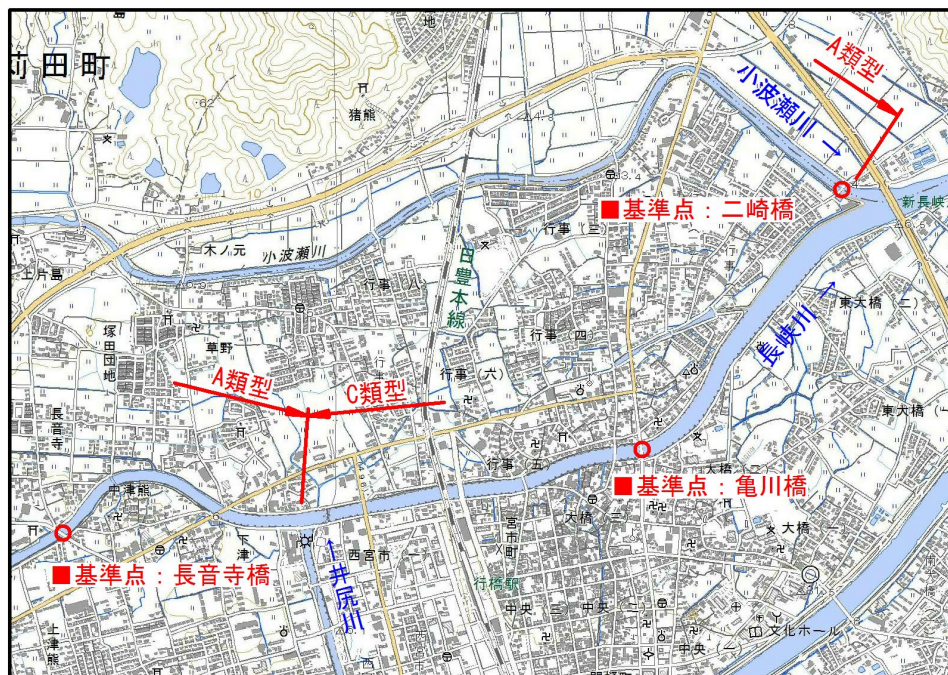 苅田町
猪熊
小波瀬川 →
A類型
■基準点:二崎橋
新長峡
木ノ元
小波瀬川
行事(三)
上片島
行事(八)
日豊本線
長峡川 →
東大橋(二)
塚田団地
草野
行事(四)
行事(六)
A類型
C類型
長音寺
東大橋
行事(五)
■基準点:亀川橋
中津熊
下津
大橋(二)
大橋(三)
大橋
宮市町
■基準点:長音寺橋
←井尻川
西宮市(一)
行橋駅
中央(三)
中央(二)
文化ホール
上津熊
中央(一)